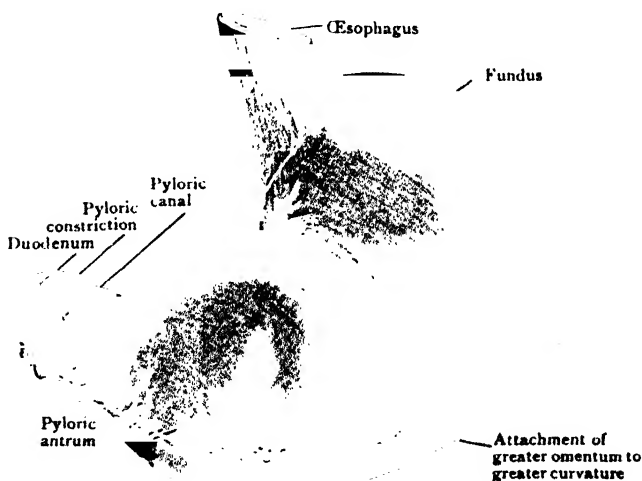 Œsophagus
Fundus
Pyloric
canal
Pyloric
constriction
Duodenum
Pyloric
antrum
Attachment of
greater omentum to
greater curvature